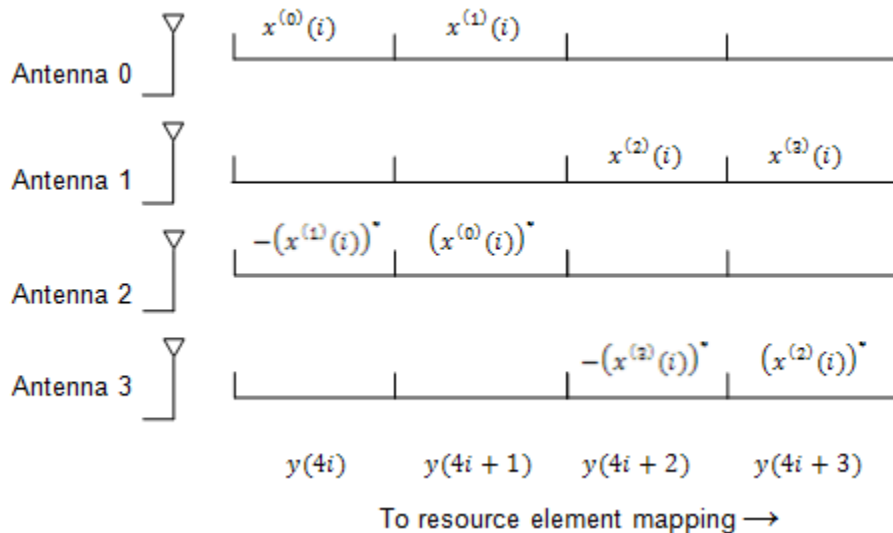 x⁽⁰⁾(i) x⁽¹⁾(i)
Antenna 0
x⁽²⁾(i) x⁽³⁾(i)
Antenna 1
−(x⁽¹⁾(i))* (x⁽⁰⁾(i))*
Antenna 2
−(x⁽³⁾(i))* (x⁽²⁾(i))*
Antenna 3
y(4i) y(4i + 1) y(4i + 2) y(4i + 3)
To resource element mapping →